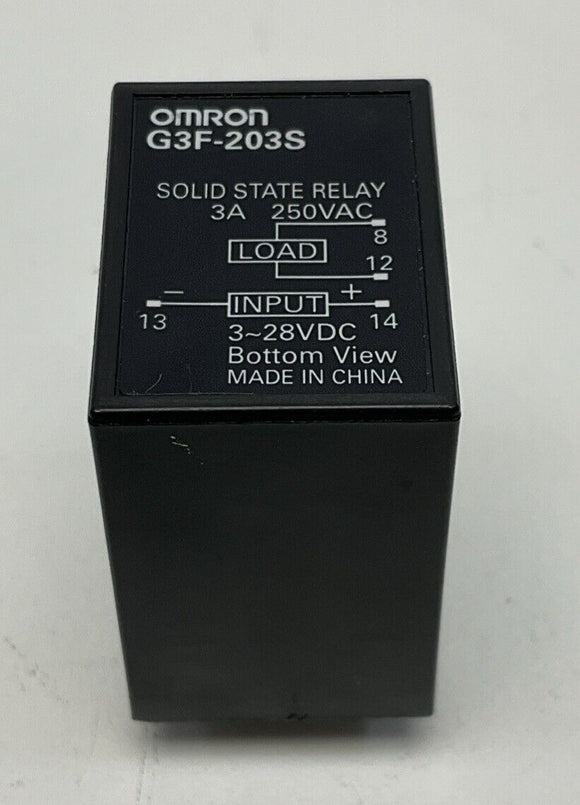 OMRON
G3F-203S
SOLID STATE RELAY
3A 250VAC
8
LOAD
12
− INPUT +
13 14
3~28VDC
Bottom View
MADE IN CHINA